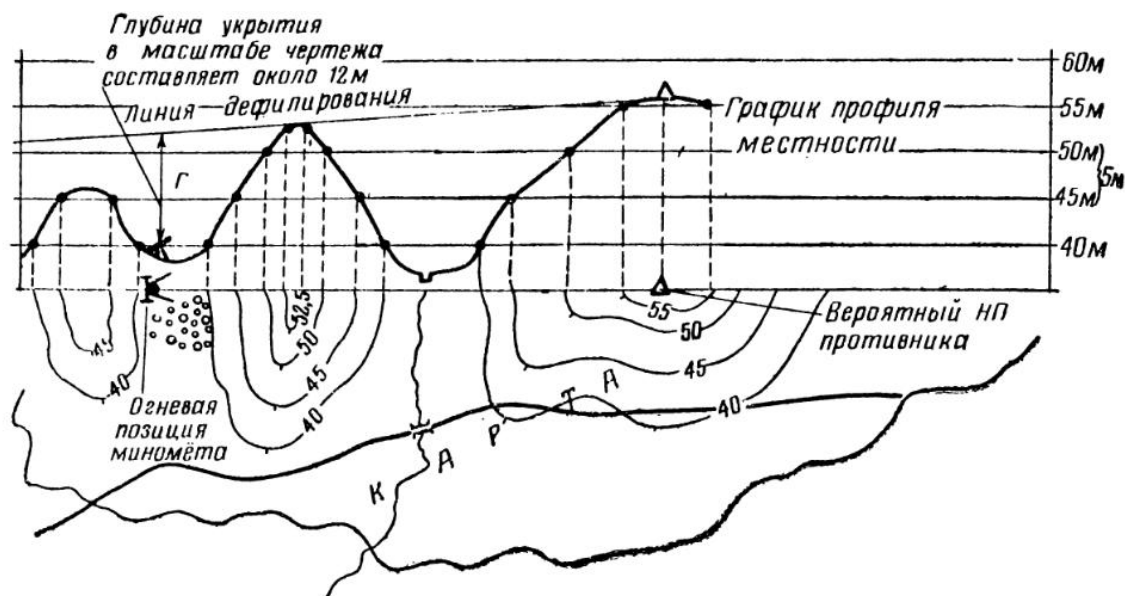 Глубина укрытия
в масштабе чертежа
составляет около 12м
Линия дефилирования
График профиля
местности
60м
55м
50м
5м
45м
40м
Г
52,5
50
45
40
45
40
55
50
45
40
Вероятный НП
противника
Огневая
позиция
миномёта
К А Р Т А